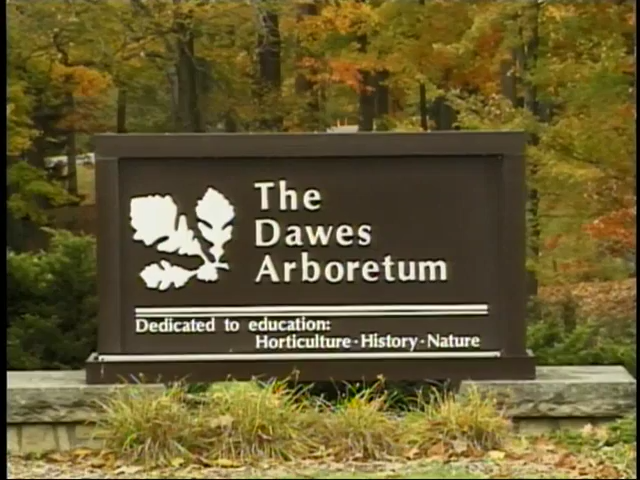 The
Dawes
Arboretum
Dedicated to education:
Horticulture · History · Nature